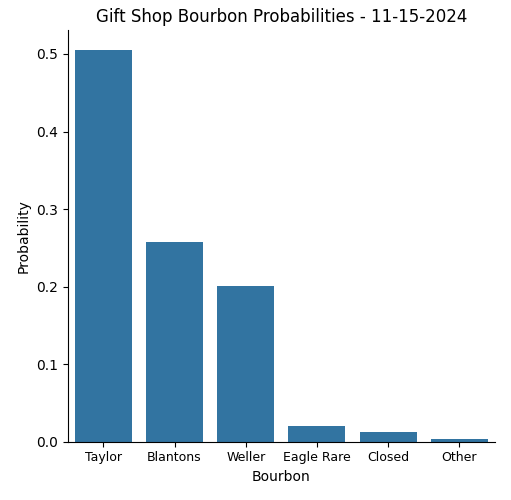 Gift Shop Bourbon Probabilities - 11-15-2024
0.5
0.4
0.3
0.2
0.1
0.0
Probability
Taylor Blantons Weller Eagle Rare Closed Other
Bourbon